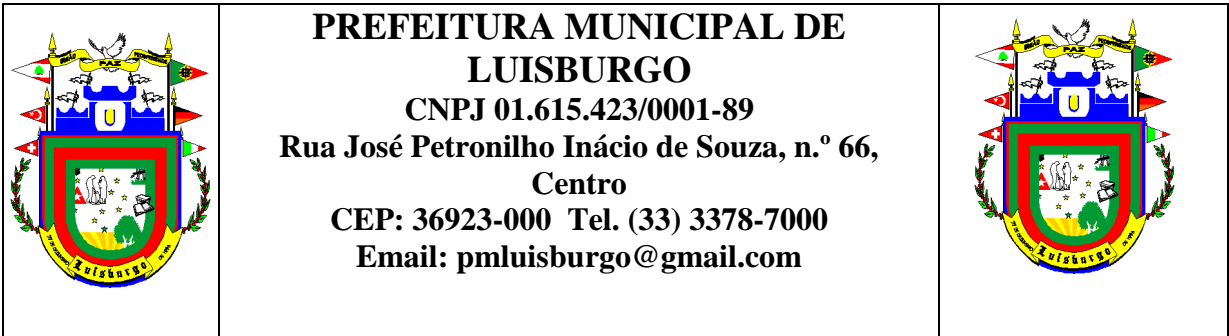 PREFEITURA MUNICIPAL DE
LUISBURGO
CNPJ 01.615.423/0001-89
Rua José Petronilho Inácio de Souza, n.º 66,
Centro
CEP: 36923-000 Tel. (33) 3378-7000
Email: pmluisburgo@gmail.com
PAZ
Luisburgo
PAZ
Luisburgo